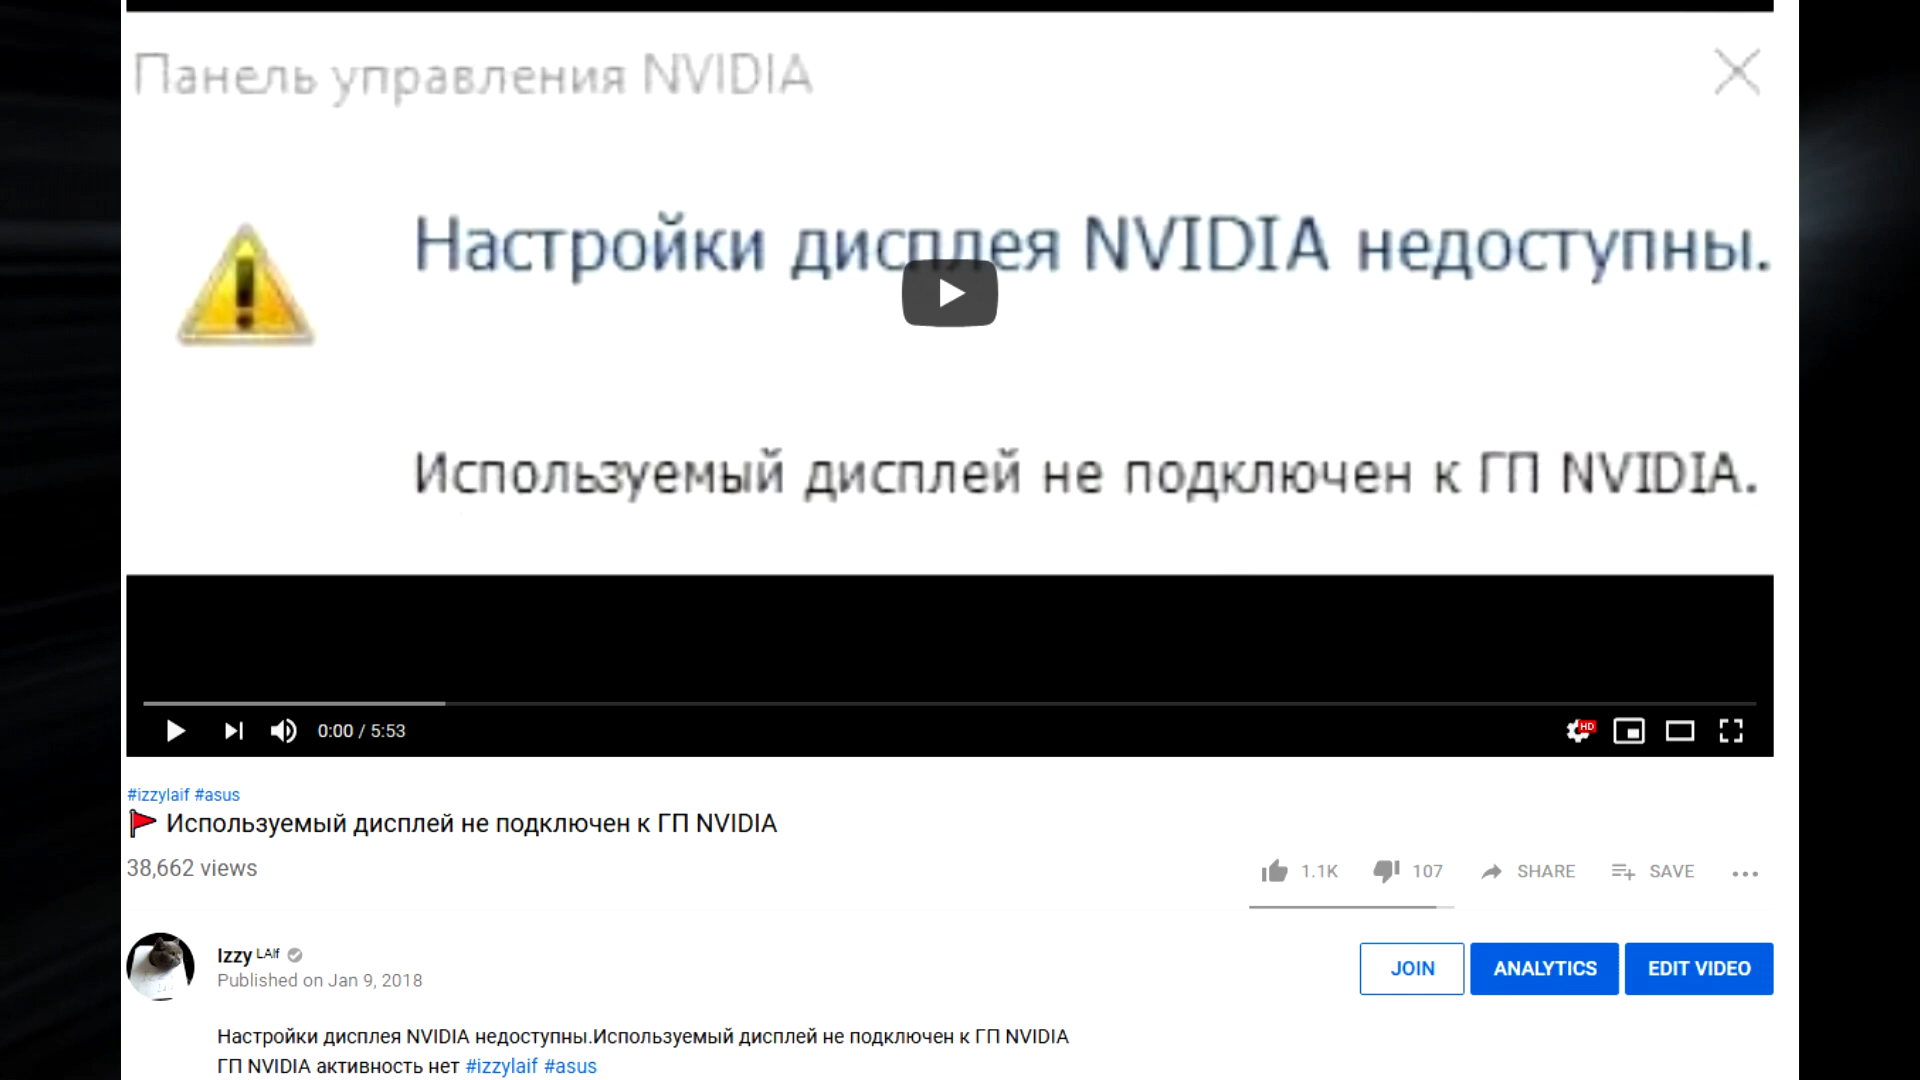 Панель управления NVIDIA
Настройки дисплея NVIDIA недоступны.
Используемый дисплей не подключен к ГП NVIDIA.
0:00 / 5:53
HD
#izzylaif #asus
Используемый дисплей не подключен к ГП NVIDIA
38,662 views
1.1K 107 SHARE SAVE
Izzy LAIf
Published on Jan 9, 2018
JOIN ANALYTICS EDIT VIDEO
Настройки дисплея NVIDIA недоступны.Используемый дисплей не подключен к ГП NVIDIA
ГП NVIDIA активность нет #izzylaif #asus